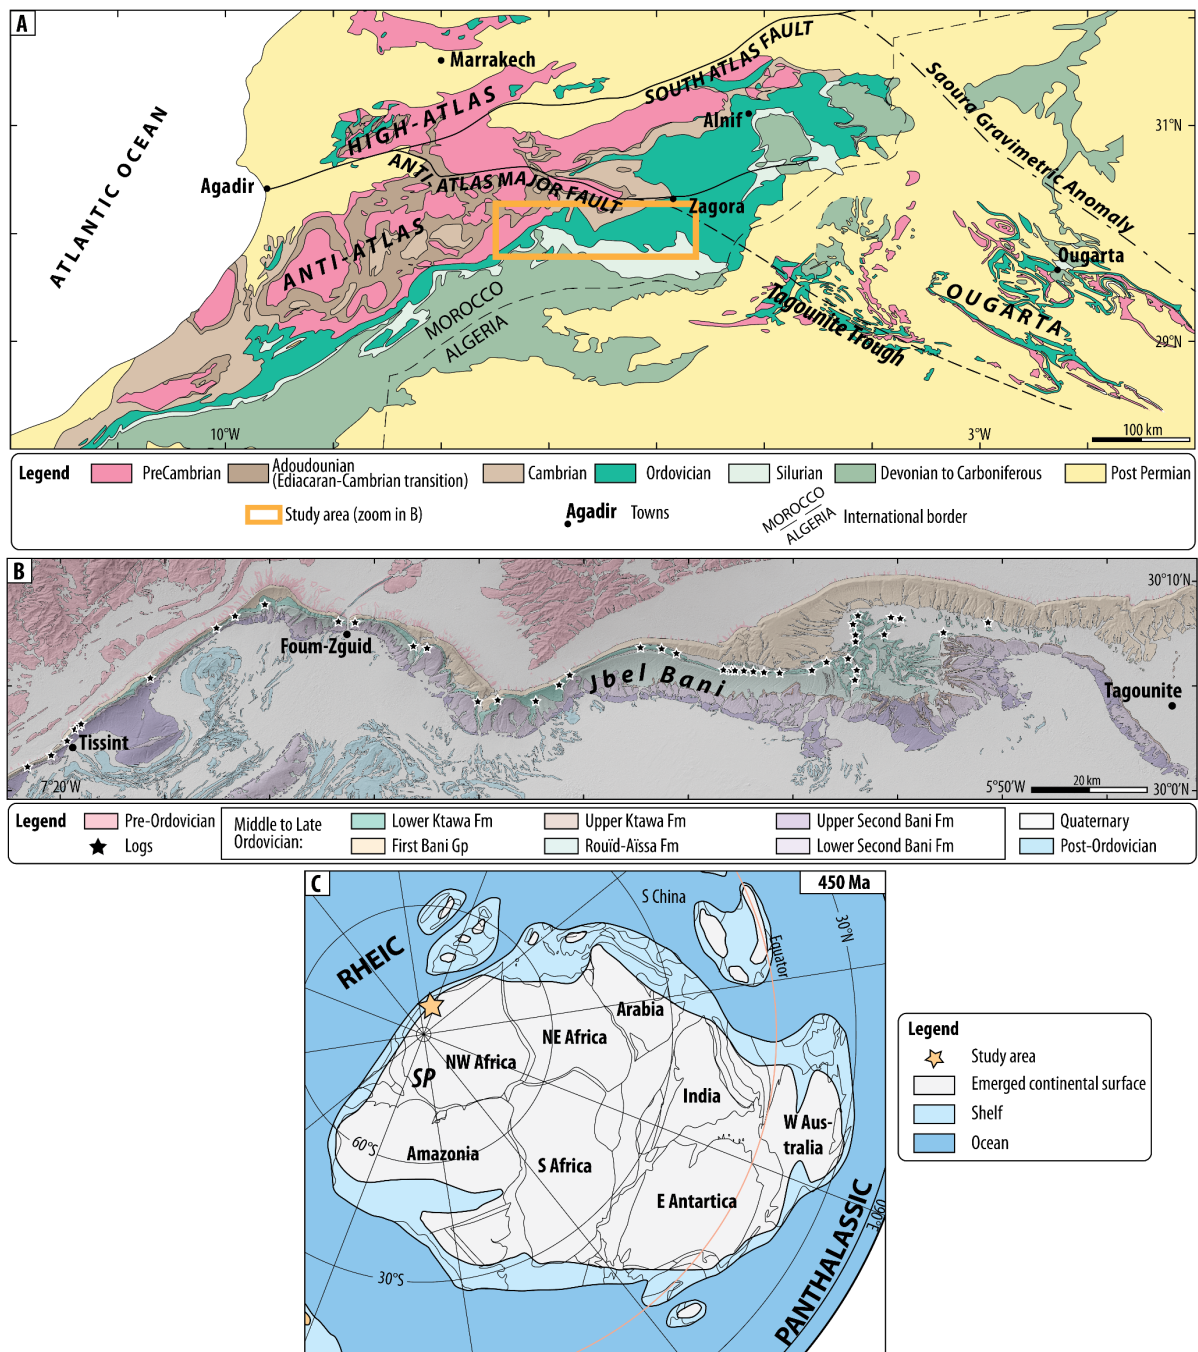 A
Marrakech
HIGH-ATLAS
SOUTH ATLAS FAULT
Saoura Gravimetric Anomaly
31°N
Alnif
ATLANTIC OCEAN
Agadir
ANTI-ATLAS MAJOR FAULT
Zagora
ANTI-ATLAS
Ougarta
OUGARTA
MOROCCO
ALGERIA
Tagounite Trough
29°N
10°W
3°W
100 km
Legend
PreCambrian
Adoudounian
(Ediacaran-Cambrian transition)
Cambrian
Ordovician
Silurian
Devonian to Carboniferous
Post Permian
Study area (zoom in B)
Agadir
Towns
MOROCCO
ALGERIA
International border
B
30°10'N
Foum-Zguid
Jbel Bani
Tagounite
Tissint
7°20'W
5°50'W
20 km
30°0'N
Legend
Pre-Ordovician
Logs
Middle to Late
Ordovician:
Lower Ktawa Fm
First Bani Gp
Upper Ktawa Fm
Rouïd-Aïssa Fm
Upper Second Bani Fm
Lower Second Bani Fm
Quaternary
Post-Ordovician
C
450 Ma
S China
30°N
RHEIC
Equator
Arabia
NE Africa
NW Africa
SP
India
W Aus-
tralia
60°S
Amazonia
S Africa
E Antartica
30°S
PANTHALASSIC
060°E
Legend
Study area
Emerged continental surface
Shelf
Ocean